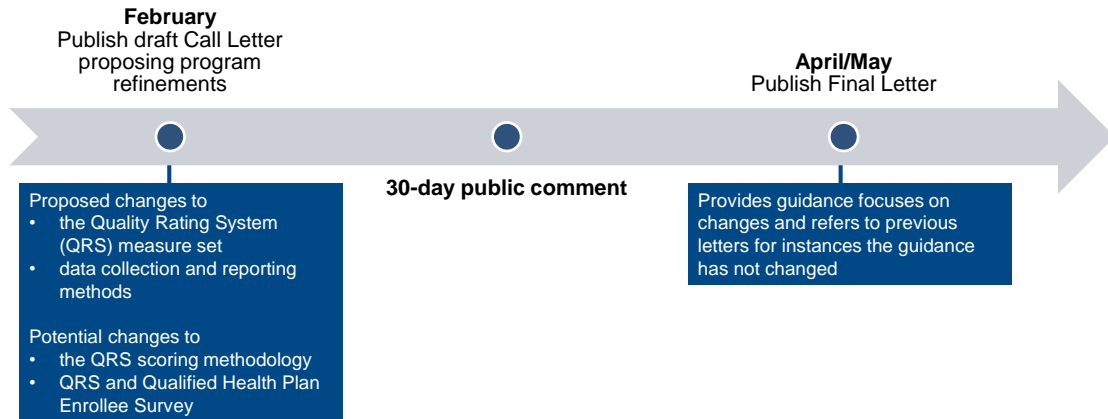 February
Publish draft Call Letter
proposing program
refinements
April/May
Publish Final Letter
30-day public comment
Proposed changes to
• the Quality Rating System
(QRS) measure set
• data collection and reporting
methods
Potential changes to
• the QRS scoring methodology
• QRS and Qualified Health Plan
Enrollee Survey
Provides guidance focuses on
changes and refers to previous
letters for instances the guidance
has not changed